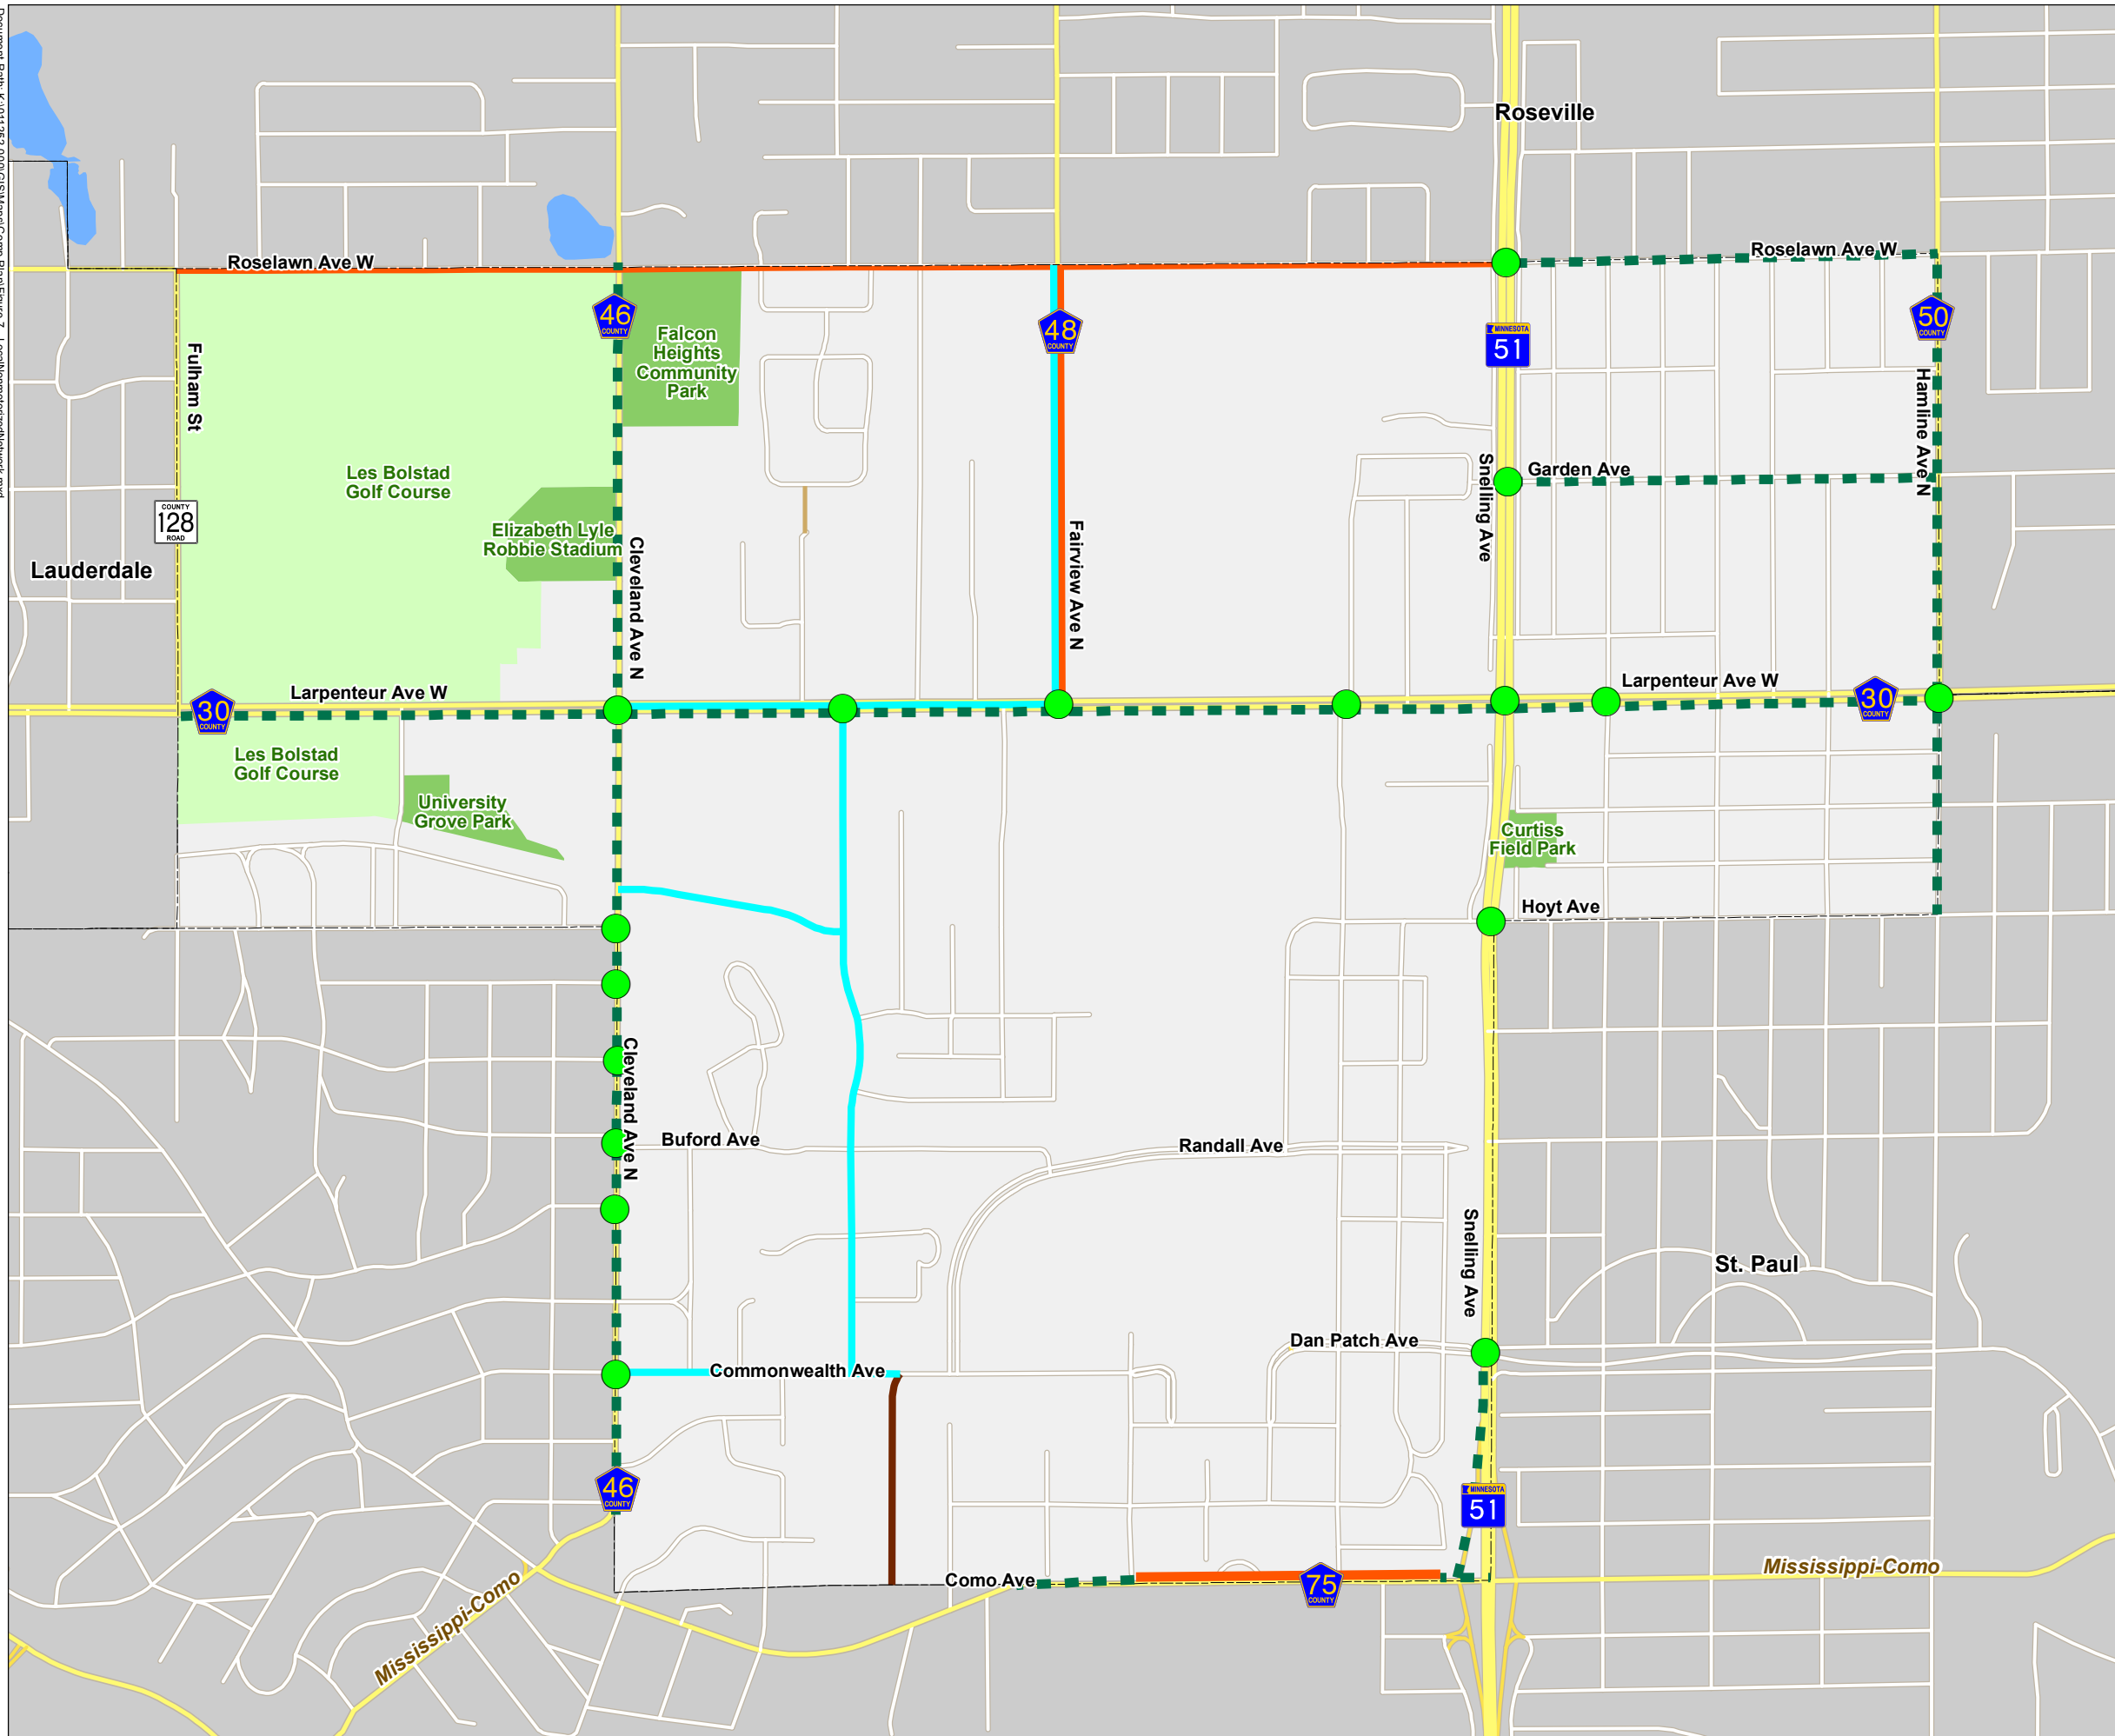 Roseville
Roselawn Ave W
Roselawn Ave W
46
COUNTY
Falcon
Heights
Community
Park
48
COUNTY
MINNESOTA
51
50
COUNTY
Fulham St
Hamline Ave N
Les Bolstad
Golf Course
Garden Ave
Snelling Ave
COUNTY
128
ROAD
Elizabeth Lyle
Robbie Stadium
Cleveland Ave N
Fairview Ave N
Lauderdale
Larpenteur Ave W
Larpenteur Ave W
30
COUNTY
30
COUNTY
Les Bolstad
Golf Course
University
Grove Park
Curtiss
Field Park
Hoyt Ave
Cleveland Ave N
Buford Ave
Randall Ave
Snelling Ave
St. Paul
Dan Patch Ave
Commonwealth Ave
46
COUNTY
MINNESOTA
51
Como Ave
75
COUNTY
Mississippi-Como
Mississippi-Como